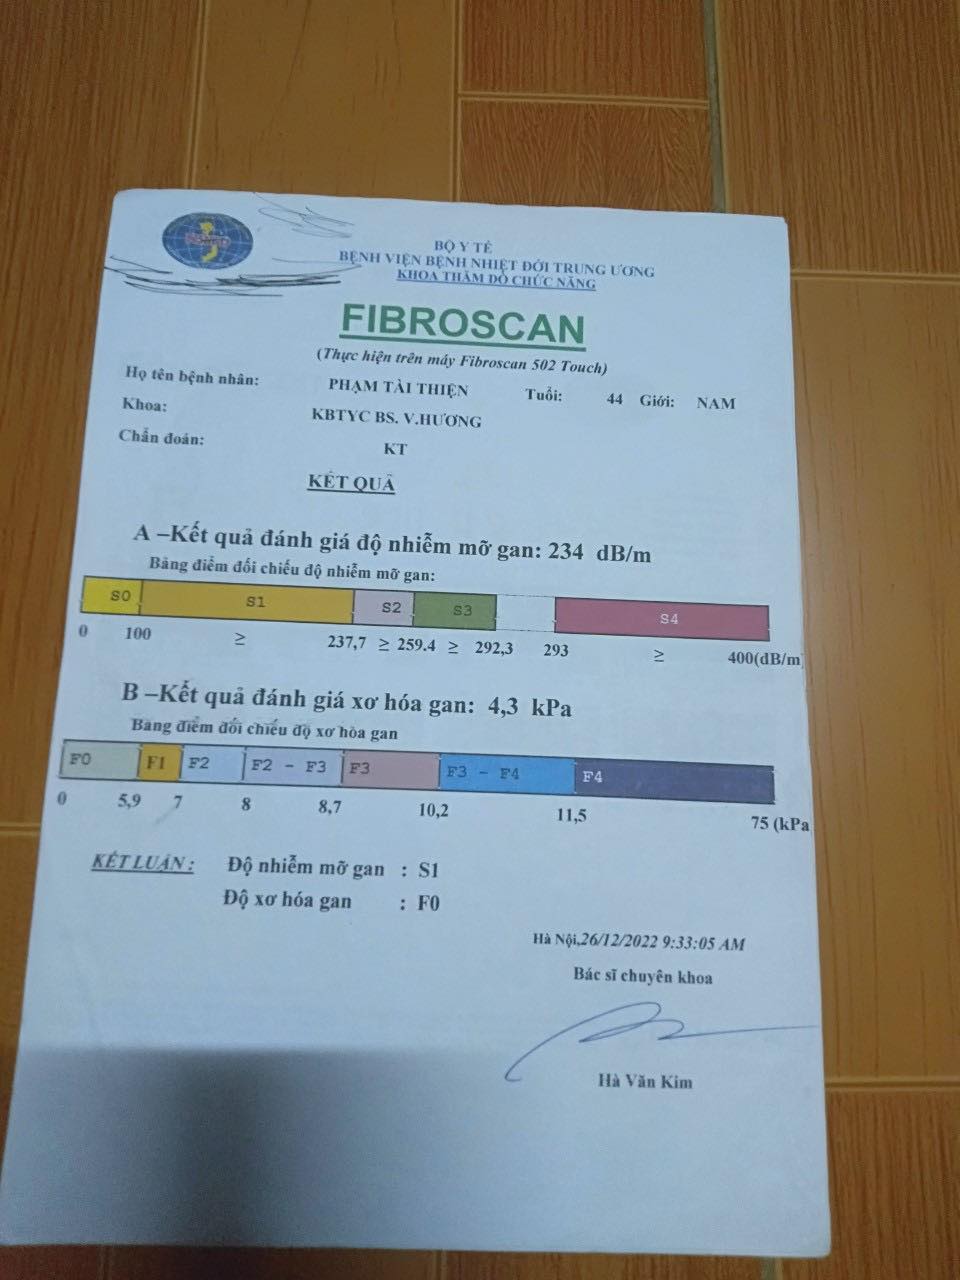 BỘ Y TẾ
BỆNH VIỆN BỆNH NHIỆT ĐỚI TRUNG ƯƠNG
KHOA THĂM DÒ CHỨC NĂNG
FIBROSCAN
(Thực hiện trên máy Fibroscan 502 Touch)
Họ tên bệnh nhân: PHẠM TÀI THIỆN Tuổi: 44 Giới: NAM
Khoa: KBTYC BS. V.HƯƠNG
Chẩn đoán: KT
KẾT QUẢ
A –Kết quả đánh giá độ nhiễm mỡ gan: 234 dB/m
Bảng điểm đối chiếu độ nhiễm mỡ gan:
S0 S1 S2 S3 S4
0 100 ≥ 237,7 ≥ 259.4 ≥ 292,3 293 ≥ 400(dB/m
B –Kết quả đánh giá xơ hóa gan: 4,3 kPa
Bảng điểm đối chiếu độ xơ hòa gan
F0 F1 F2 F2 - F3 F3 F3 - F4 F4
0 5,9 7 8 8,7 10,2 11,5 75 (kPa
KẾT LUẬN : Độ nhiễm mỡ gan : S1
Độ xơ hóa gan : F0
Hà Nội,26/12/2022 9:33:05 AM
Bác sĩ chuyên khoa
Hà Văn Kim